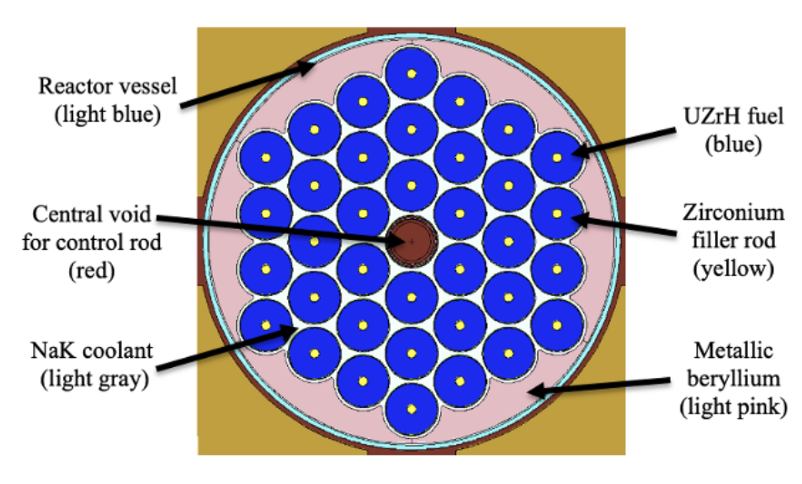 Reactor vessel
(light blue)
Central void
for control rod
(red)
NaK coolant
(light gray)
UZrH fuel
(blue)
Zirconium
filler rod
(yellow)
Metallic
beryllium
(light pink)